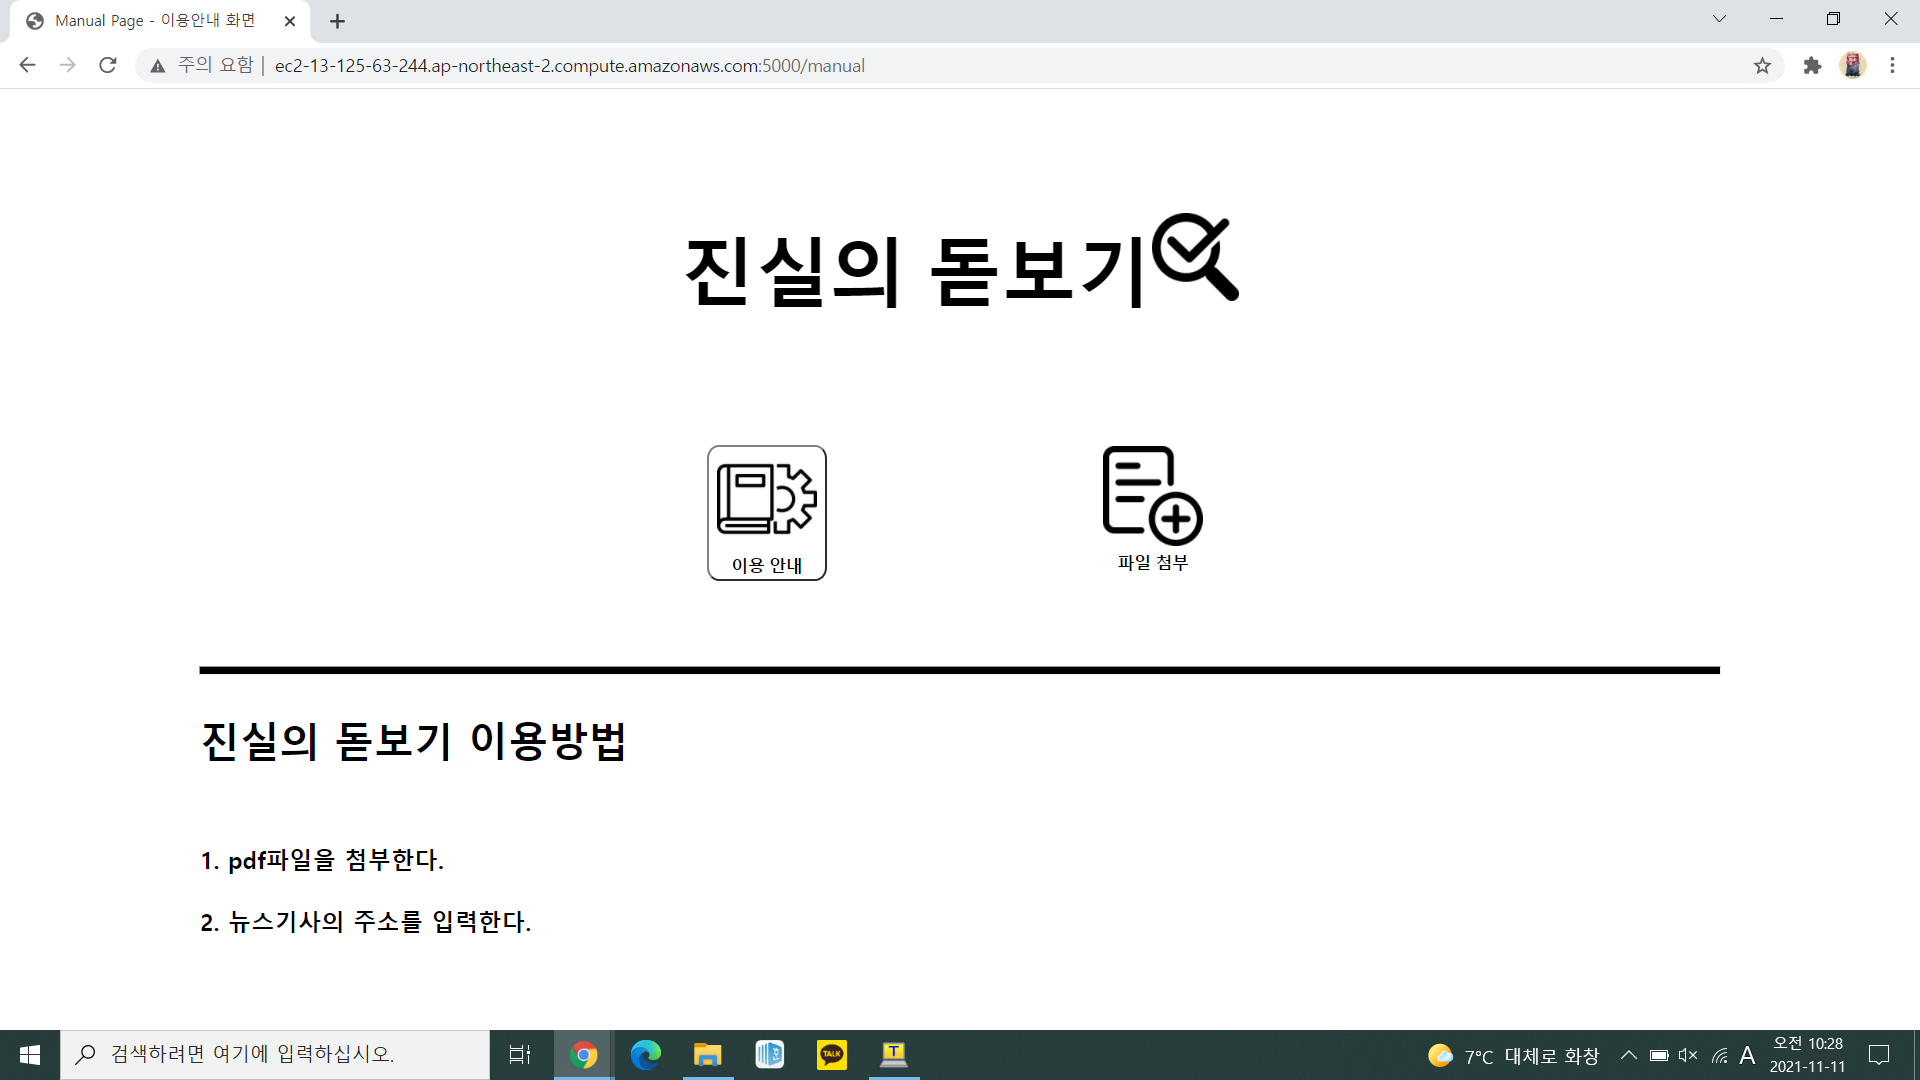 Manual Page - 이용안내 화면
주의 요함 | ec2-13-125-63-244.ap-northeast-2.compute.amazonaws.com:5000/manual
진실의 돋보기
이용 안내
파일 첨부
진실의 돋보기 이용방법
1. pdf파일을 첨부한다.
2. 뉴스기사의 주소를 입력한다.
검색하려면 여기에 입력하십시오.
TALK
T
7°C 대체로 화창
A
오전 10:28
2021-11-11